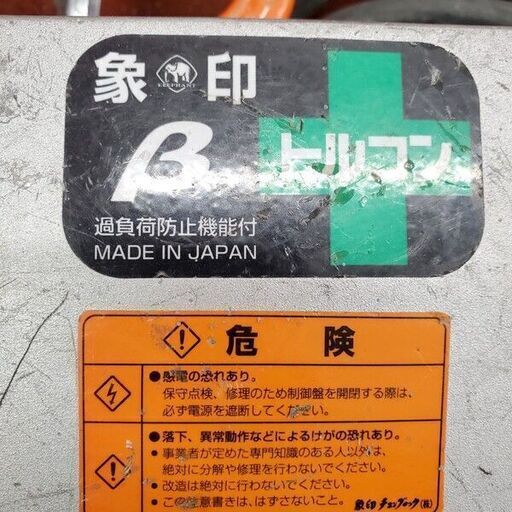 象 印
ELEPHANT
β トルコン
過負荷防止機能付
MADE IN JAPAN
危 険
●感電の恐れあり。
保守点検、修理のため制御盤を開閉する際は、
必ず電源を遮断してください。
●落下、異常動作などによるけがの恐れあり。
• 事業者が定めた専門知識のある人以外は、
絶対に分解や修理を行わないでください。
• 改造は絶対に行わないでください。
• この注意書きは、はずさないこと。
象印チェンブロック(株)